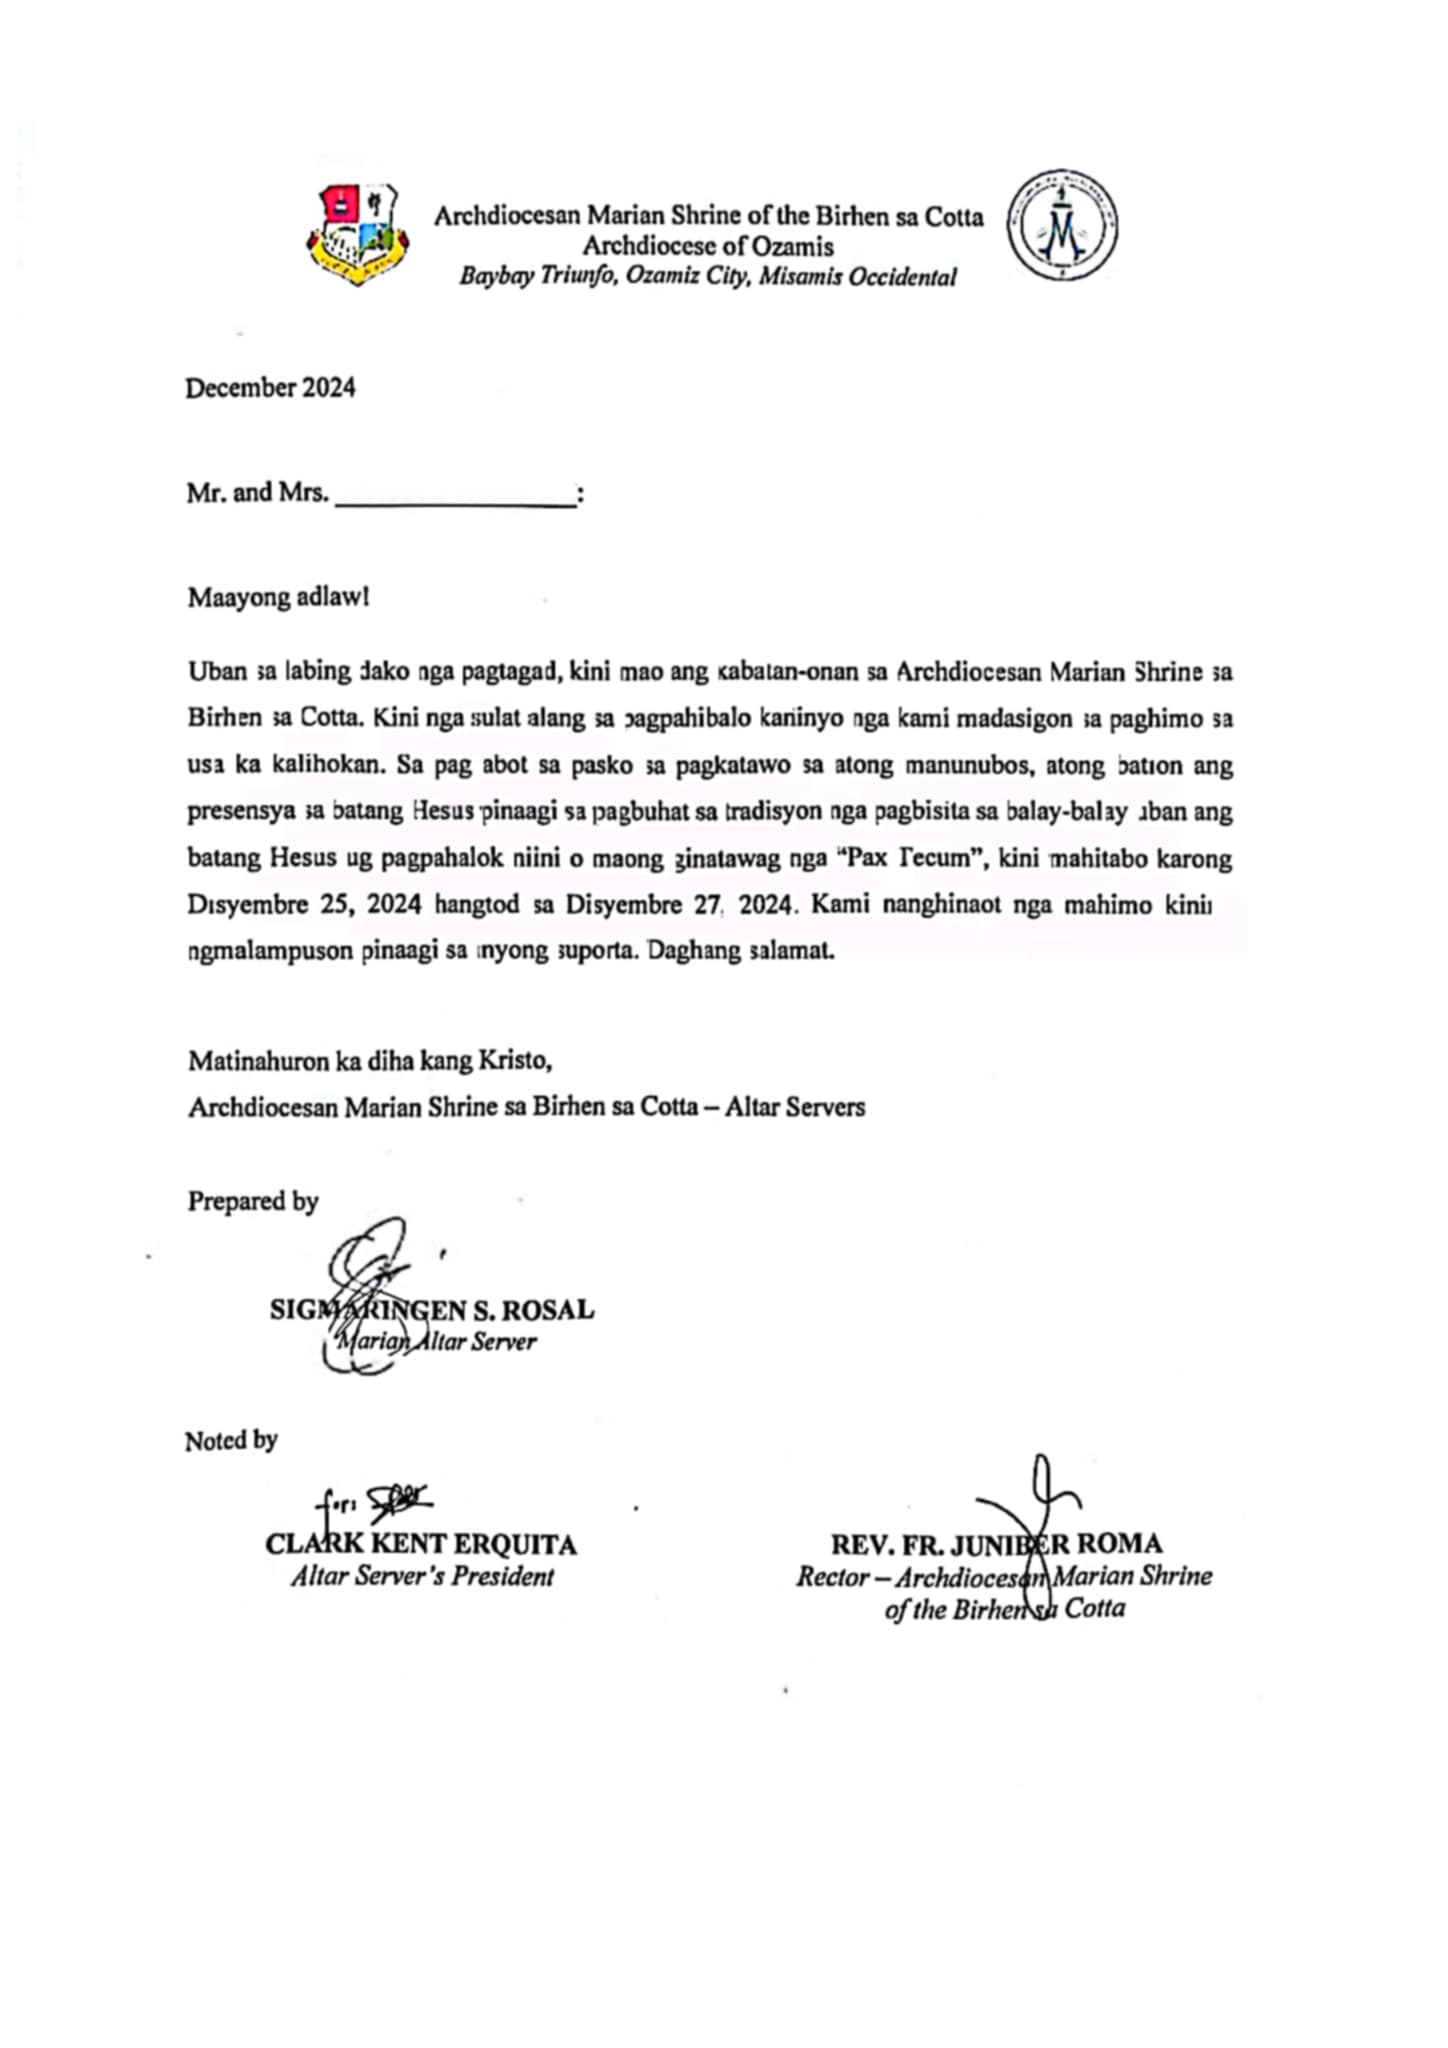 Archdiocesan Marian Shrine of the Birhen sa Cotta
Archdiocese of Ozamis
Baybay Triunfo, Ozamiz City, Misamis Occidental
December 2024
Mr. and Mrs. ____________________:
Maayong adlaw!
Uban sa labing dako nga pagtagad, kini mao ang kabatan-onan sa Archdiocesan Marian Shrine sa
Birhen sa Cotta. Kini nga sulat alang sa pagpahibalo kaninyo nga kami madasigon sa paghimo sa
usa ka kalihokan. Sa pag abot sa pasko sa pagkatawo sa atong manunubos, atong bation ang
presensya sa batang Hesus pinaagi sa pagbuhat sa tradisyon nga pagbisita sa balay-balay uban ang
batang Hesus ug pagpahalok niini o maong ginatawag nga “Pax Tecum”, kini mahitabo karong
Disyembre 25, 2024 hangtod sa Disyembre 27, 2024. Kami nanghinaot nga mahimo kini
ngmalampuson pinaagi sa inyong suporta. Daghang salamat.
Matinahuron ka diha kang Kristo,
Archdiocesan Marian Shrine sa Birhen sa Cotta – Altar Servers
Prepared by
SIGMARINGEN S. ROSAL
Marian Altar Server
Noted by
for:
CLARK KENT ERQUITA
Altar Server's President
REV. FR. JUNIBER ROMA
Rector – Archdiocesan Marian Shrine
of the Birhen sa Cotta